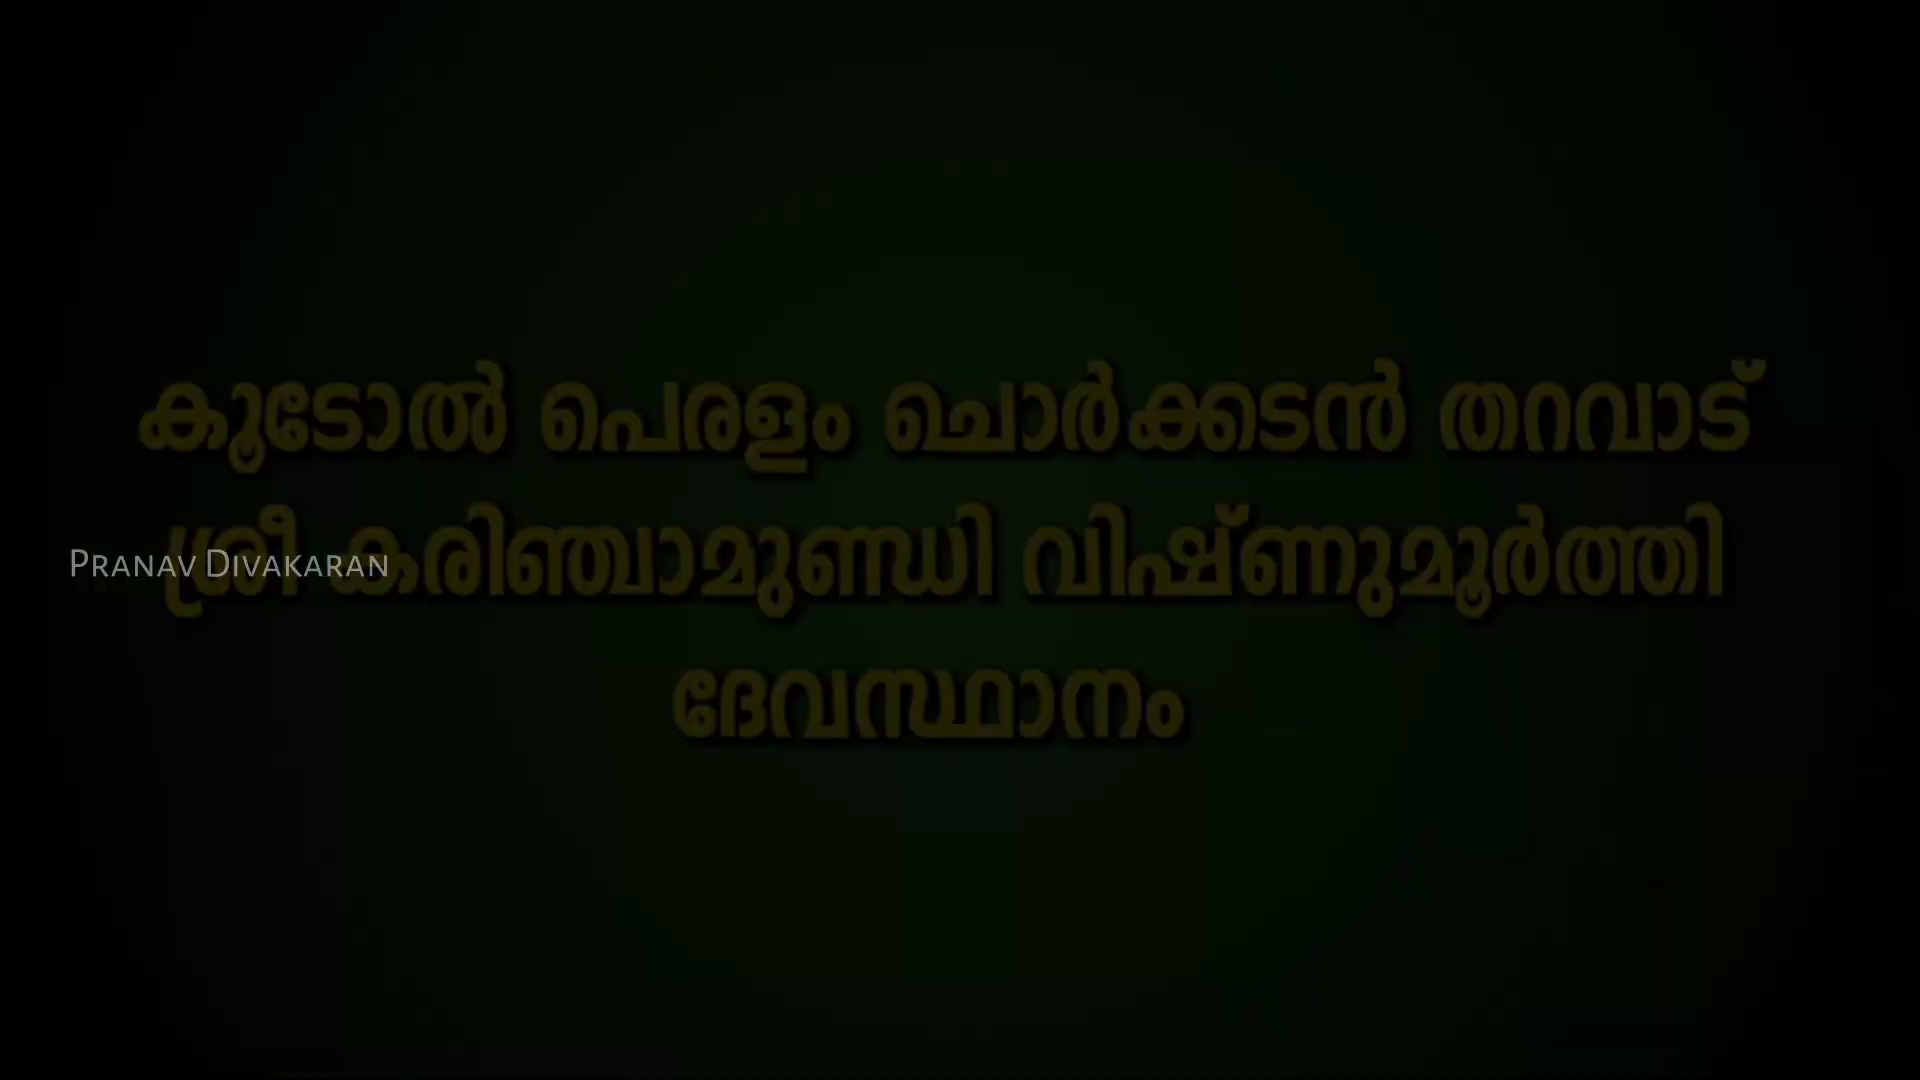 കൂടോൽ പെരളം ചൊർക്കടൻ തറവാട്
ശ്രീ കരിഞ്ചാമുണ്ഡി വിഷ്ണുമൂർത്തി
PRANAV DIVAKARAN
ദേവസ്ഥാനം